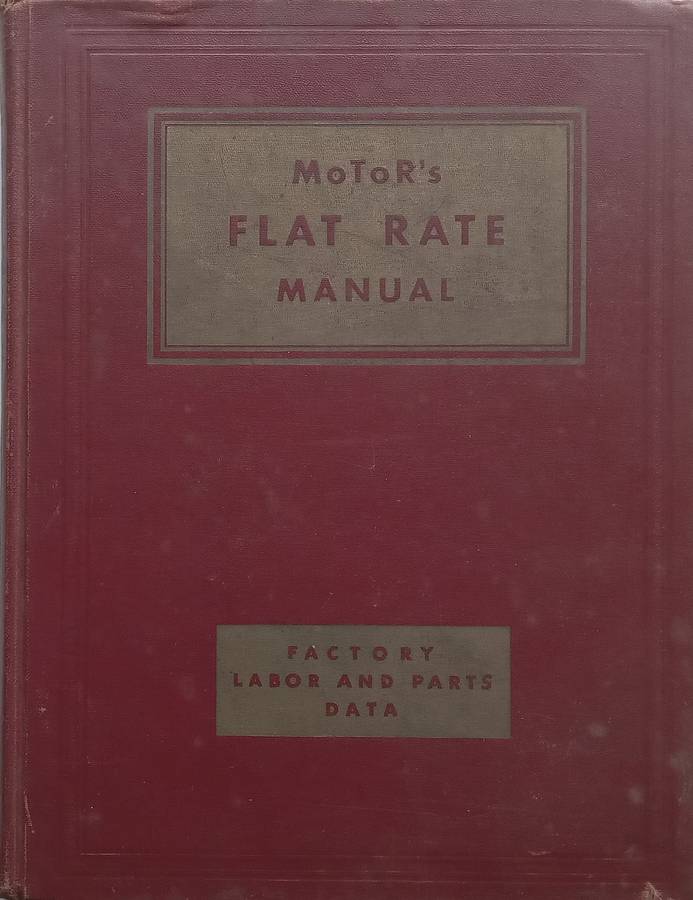 MoToR's
FLAT RATE
MANUAL
FACTORY
LABOR AND PARTS
DATA